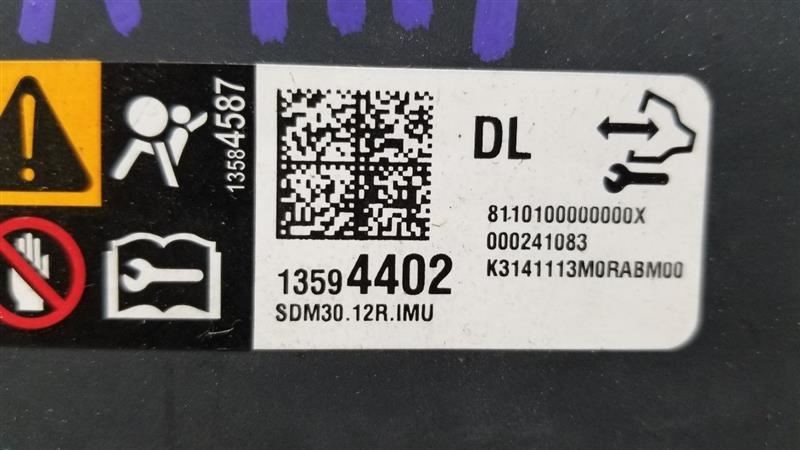 13584587
DL
8110100000000X
000241083
K3141113M0RABM00
13594402
SDM30.12R.IMU